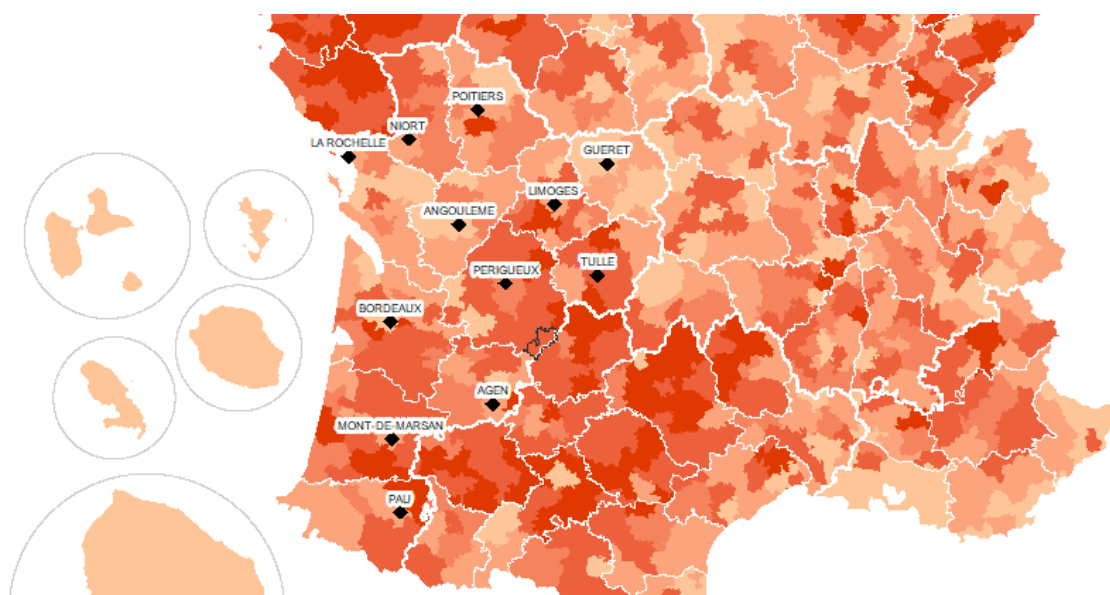 POITIERS
NIORT
LA ROCHELLE
GUERET
LIMOGES
ANGOULEME
TULLE
PERIGUEUX
BORDEAUX
AGEN
MONT-DE-MARSAN
PAU